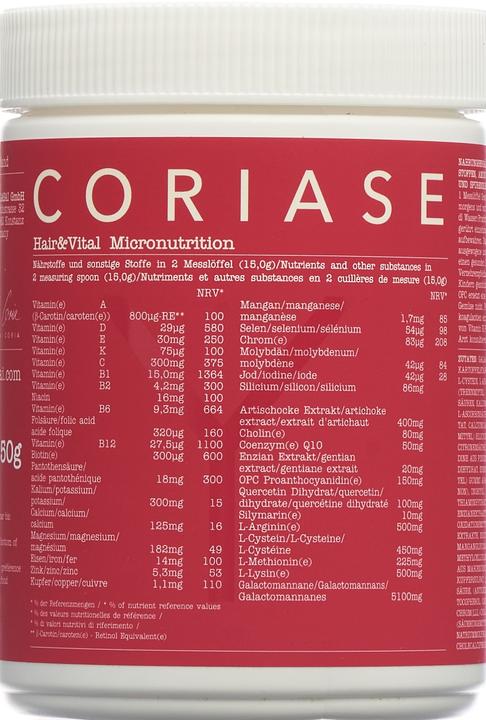 CORIASE
Hair&Vital Micronutrition
Nährstoffe und sonstige Stoffe in 2 Messlöffel (15,0g)/Nutrients and other substances in
2 measuring spoon (15,0g)/Nutriments et autres substances en 2 cuillères de mesure (15,0g)
NRV*
Vitamin(e) A
(β-Caroten/caroten(e)) 800µg-RE** 100
Vitamin(e) D 29µg 580
Vitamin(e) E 30mg 250
Vitamin(e) K 75µg 100
Vitamin(e) C 300mg 375
Vitamin(e) B1 15,0mg 1364
Vitamin(e) B2 4,2mg 300
Niacin 16mg 100
Vitamin(e) B6 9,3mg 664
Folsäure/folic acid
acide folique 320µg 160
Vitamin(e) B12 27,5µg 1100
Biotin(e) 300µg 600
Pantothensäure/
acide pantothénique 18mg 300
Kalium/potassium/
potassium/ 300mg 15
Calcium/calcium/
calcium 125mg 16
Magnesium/magnesium/
magnésium 182mg 49
Eisen/iron/fer 14mg 100
Zink/zinc/zinc 5,3mg 53
Kupfer/copper/cuivre 1,1mg 110
* % der Referenzmengen / * % of nutrient reference values
* % des valeurs nutritionelles de référence /
* % di valori nutritivi di riferimento /
** β-Carotin/caroten(e) - Retinol Equivalent(e)
NRV*
Mangan/manganese/
manganèse 1,7mg 85
Selen/selenium/sélénium 54µg 98
Chrom(e) 83µg 208
Molybdän/molybdenum/
molybdène 42µg 84
Jod/iodine/iode 42µg 28
Silicium/silicon/silicium 86mg
Artischocke Extrakt/artichoke
extract/extrait d'artichaut 400mg
Cholin(e) 80mg
Coenzym(e) Q10 50mg
Enzian Extrakt/gentian
extract/gentiane extrait 20mg
OPC Proanthocyanidin(e) 150mg
Quercetin Dihydrat/quercetin/
dihydrate/quercétine dihydraté 100mg
Silymarin(e) 10mg
L-Arginin(e) 500mg
L-Cystein/L-Cysteine/
L-Cystéine 450mg
L-Methionin(e) 225mg
L-Lysin(e) 500mg
Galactomannane/Galactomannans/
Galactomannanes 5100mg